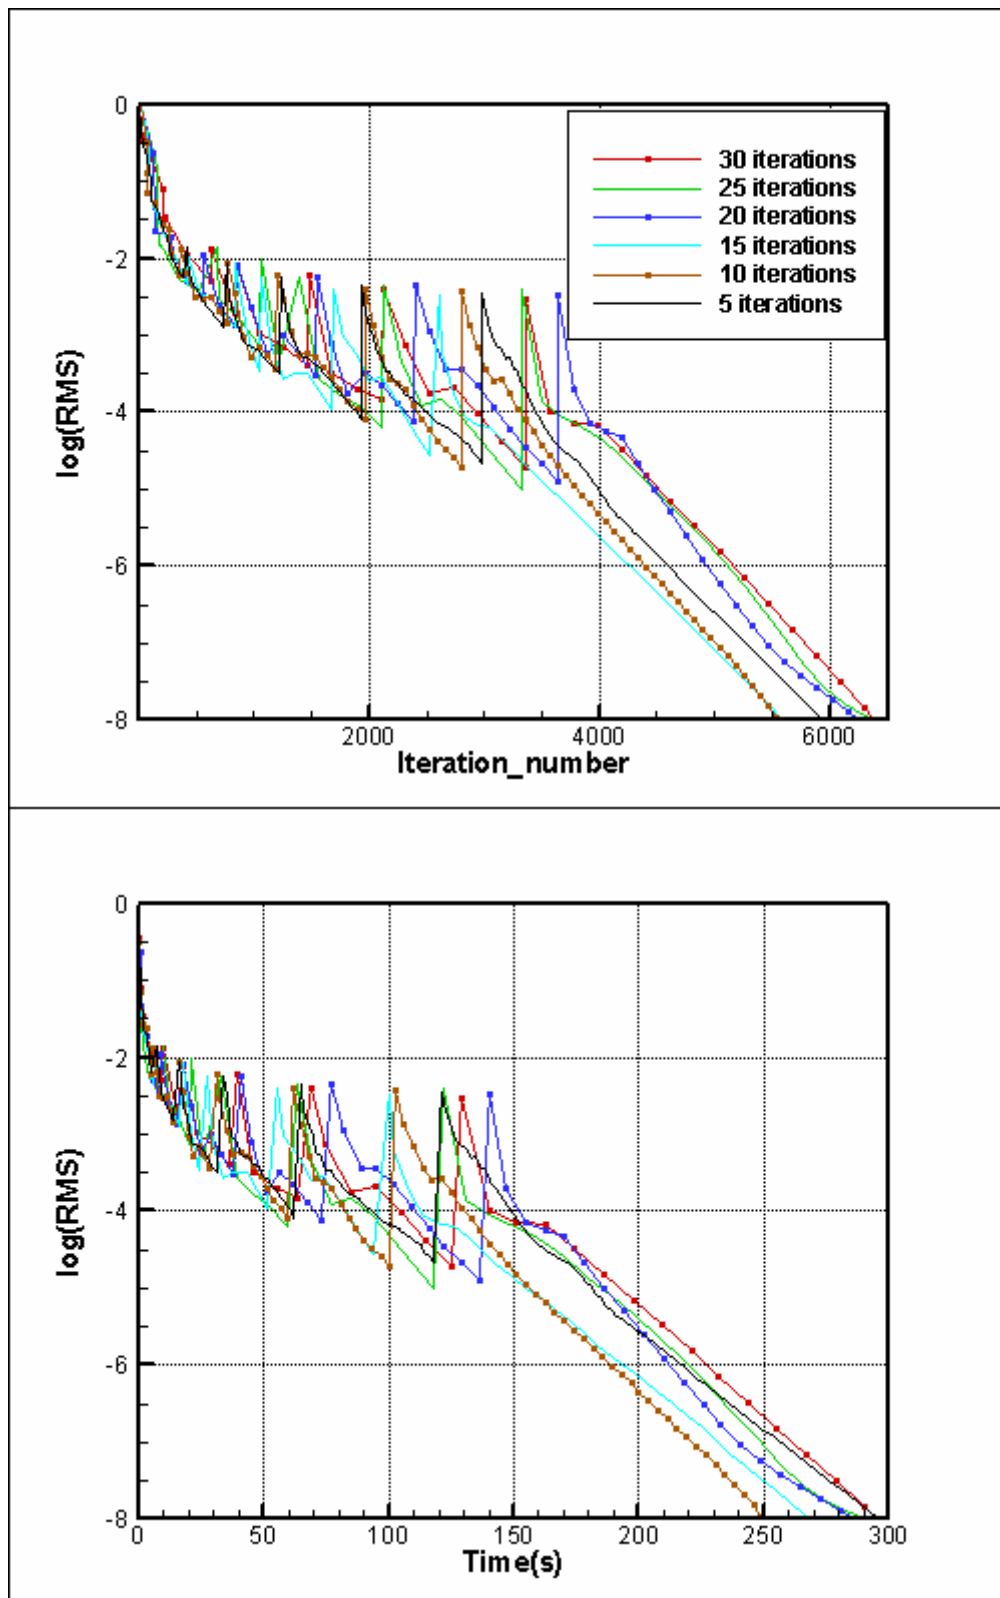 0
-2
-4
-6
-8
log(RMS)
30 iterations
25 iterations
20 iterations
15 iterations
10 iterations
5 iterations
2000 4000 6000
Iteration_number
0
-2
-4
-6
-8
log(RMS)
0 50 100 150 200 250 300
Time(s)